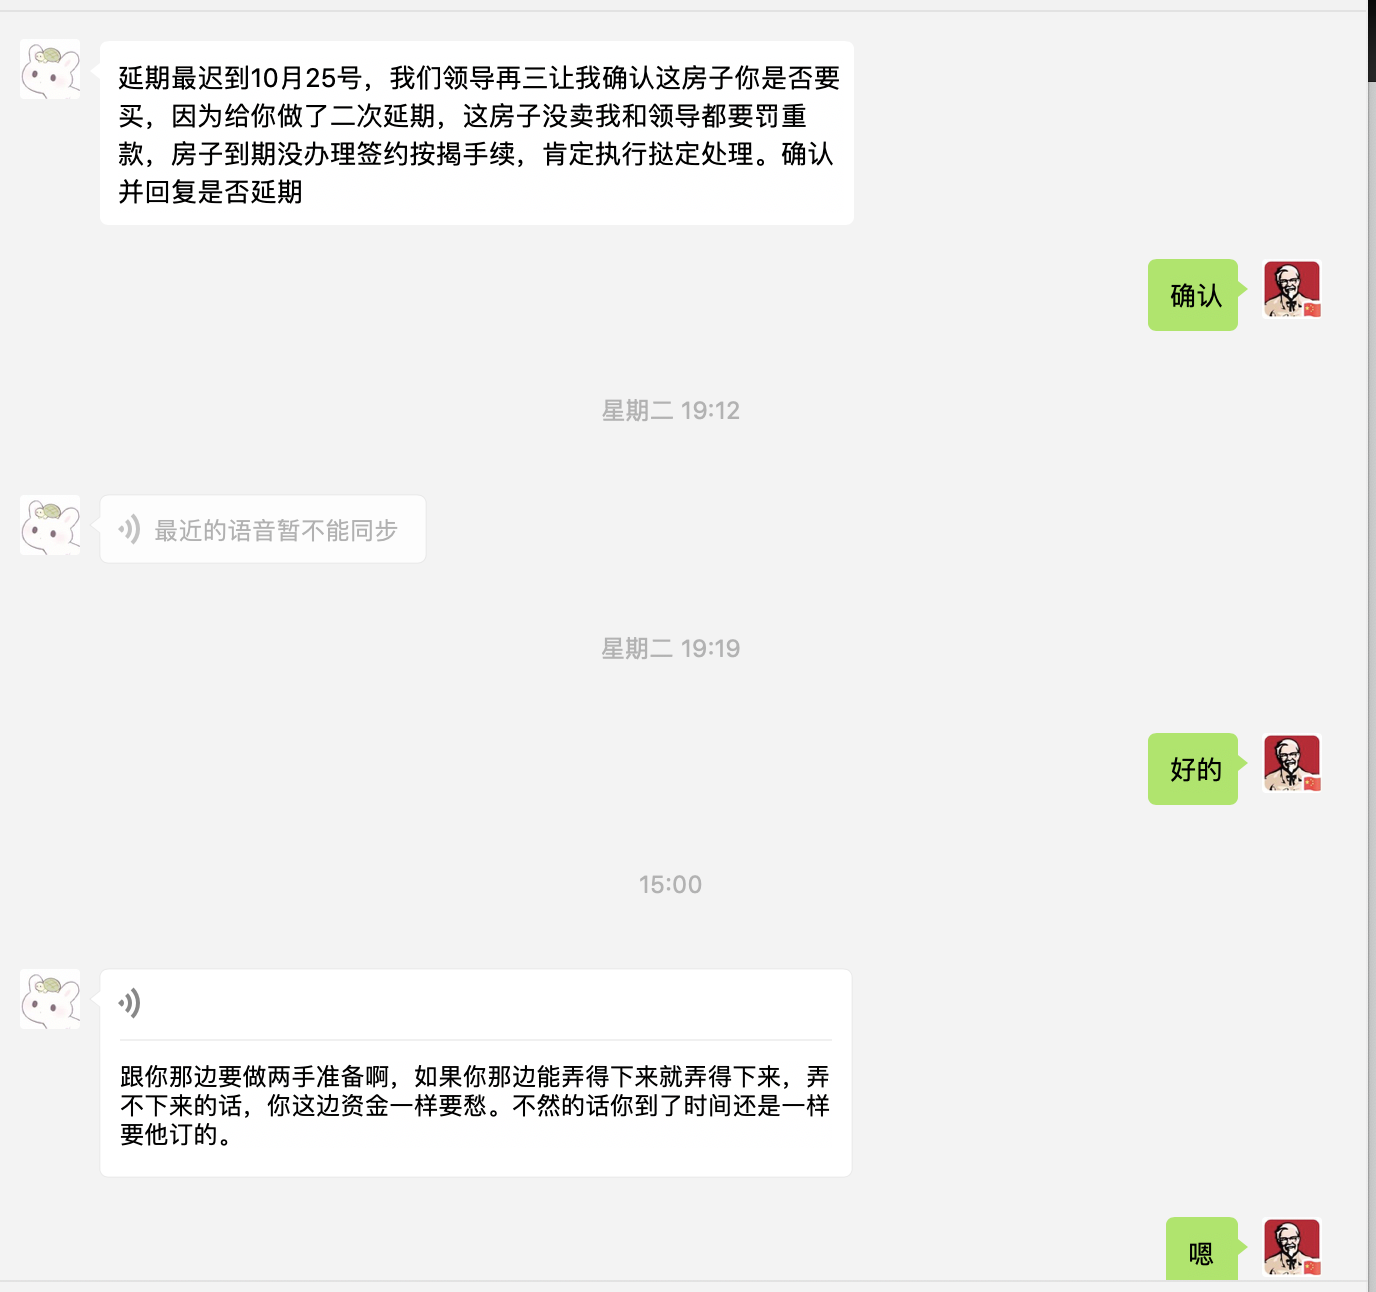 延期最迟到10月25号，我们领导再三让我确认这房子你是否要
买，因为给你做了二次延期，这房子没卖我和领导都要罚重
款，房子到期没办理签约按揭手续，肯定执行挞定处理。确认
并回复是否延期
确认
星期二 19:12
最近的语音暂不能同步
星期二 19:19
好的
15:00
跟你那边要做两手准备啊，如果你那边能弄得下来就弄得下来，弄
不下来的话，你这边资金一样要愁。不然的话你到了时间还是一样
要他订的。
嗯